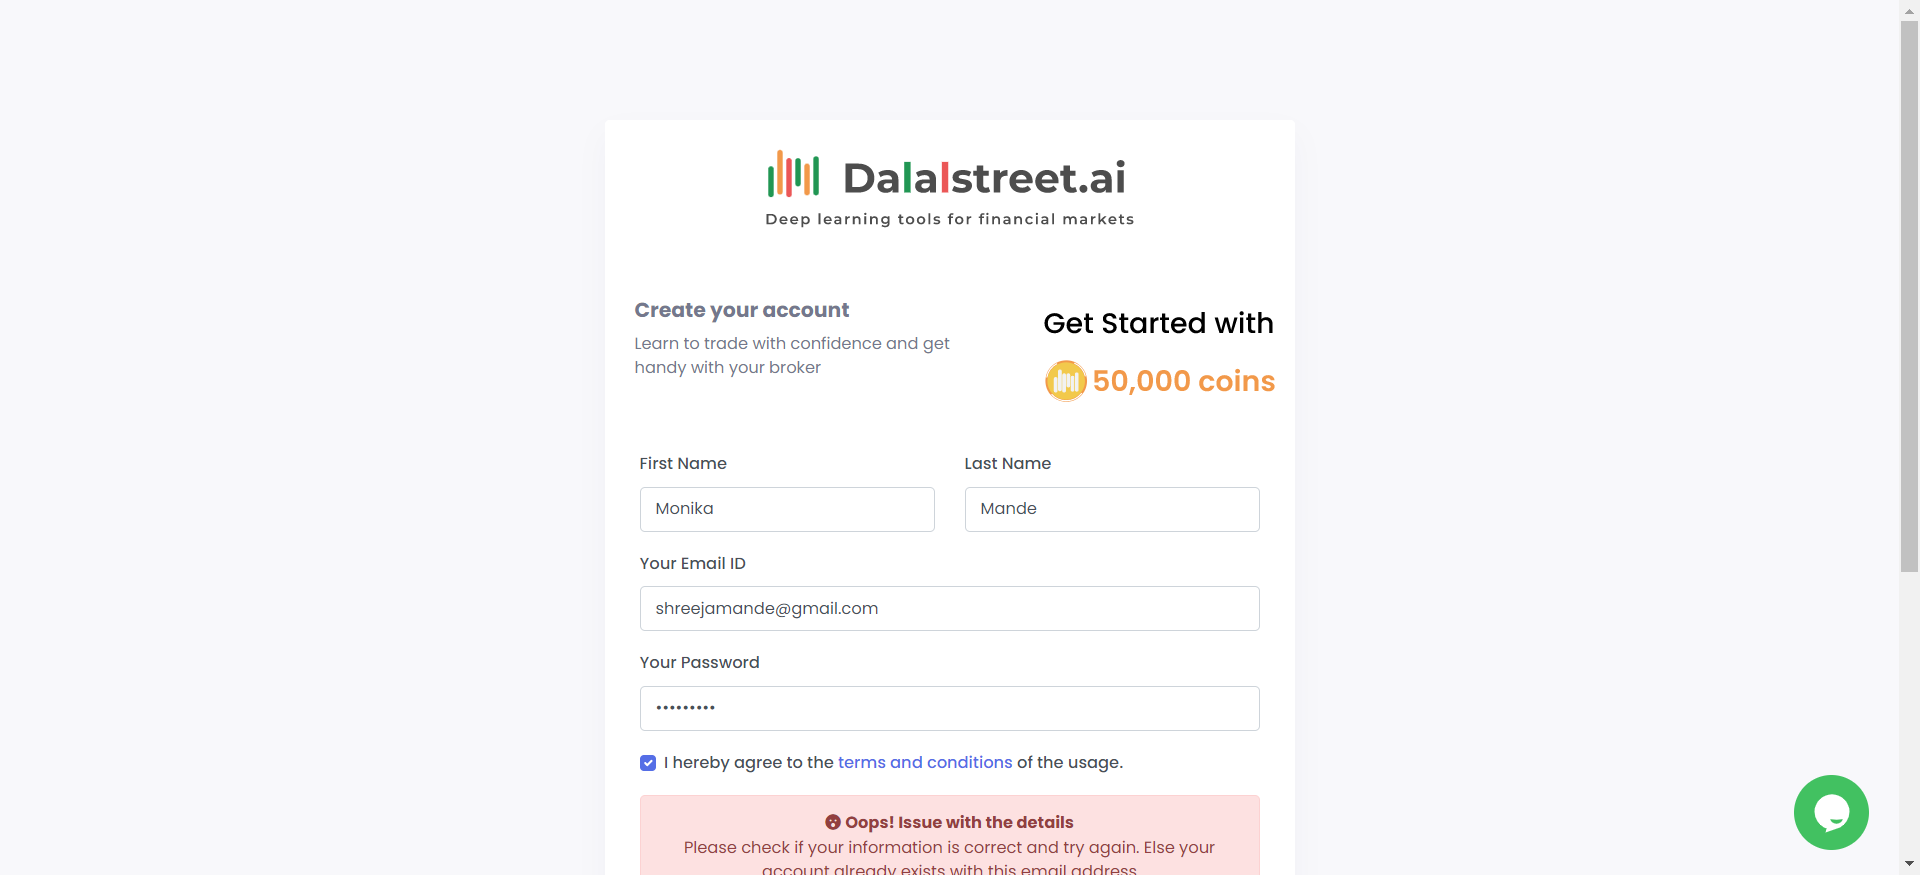 Dalalstreet.ai
Deep learning tools for financial markets
Create your account
Learn to trade with confidence and get
handy with your broker
Get Started with
50,000 coins
First Name
Last Name
Monika
Mande
Your Email ID
shreejamande@gmail.com
Your Password
•••••••••
I hereby agree to the terms and conditions of the usage.
Oops! Issue with the details
Please check if your information is correct and try again. Else your
account already exists with this email address.